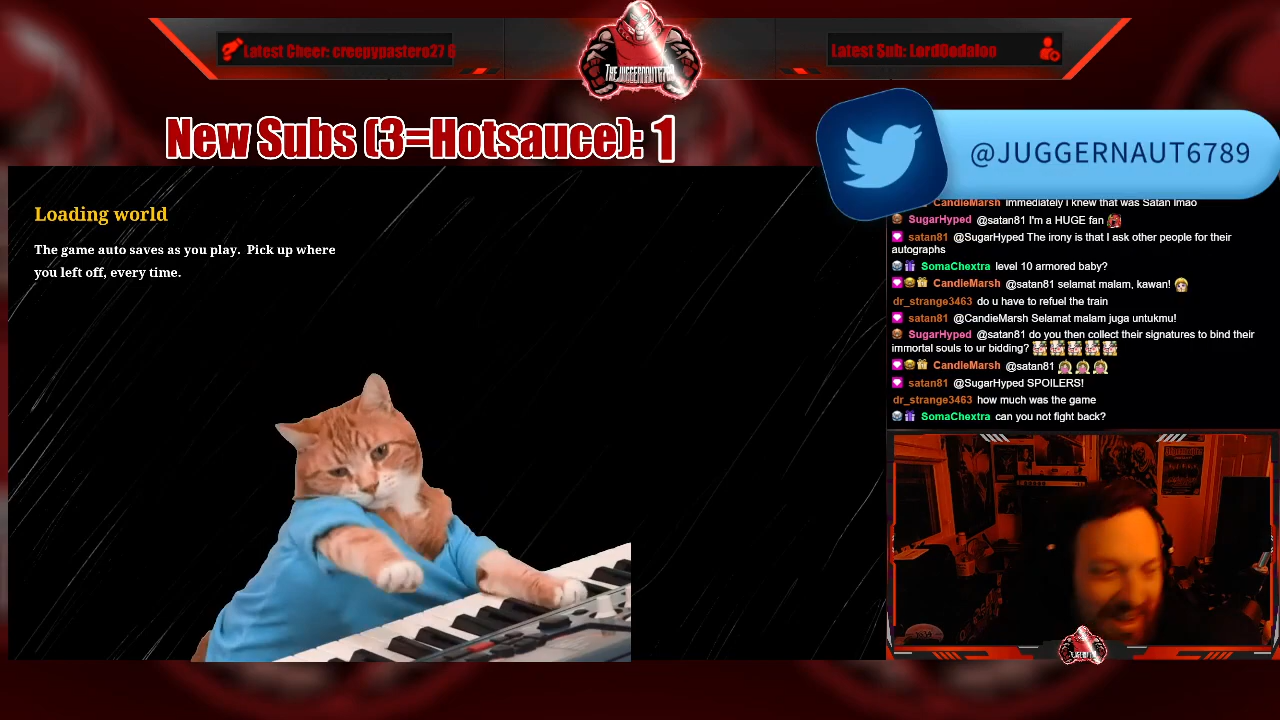 Latest Cheer: creepypastero27 6
THEJUGGERNAUT6789
Latest Sub: LordOodaloo
New Subs (3=Hotsauce): 1
@JUGGERNAUT6789
Loading world
The game auto saves as you play. Pick up where
you left off, every time.
CandieMarsh immediately I knew that was Satan lmao
SugarHyped @satan81 I'm a HUGE fan
satan81 @SugarHyped The irony is that I ask other people for their
autographs
SomaChextra level 10 armored baby?
CandieMarsh @satan81 selamat malam, kawan!
dr_strange3463 do u have to refuel the train
satan81 @CandieMarsh Selamat malam juga untukmu!
SugarHyped @satan81 do you then collect their signatures to bind their
immortal souls to ur bidding?
CandieMarsh @satan81
satan81 @SugarHyped SPOILERS!
dr_strange3463 how much was the game
SomaChextra can you not fight back?